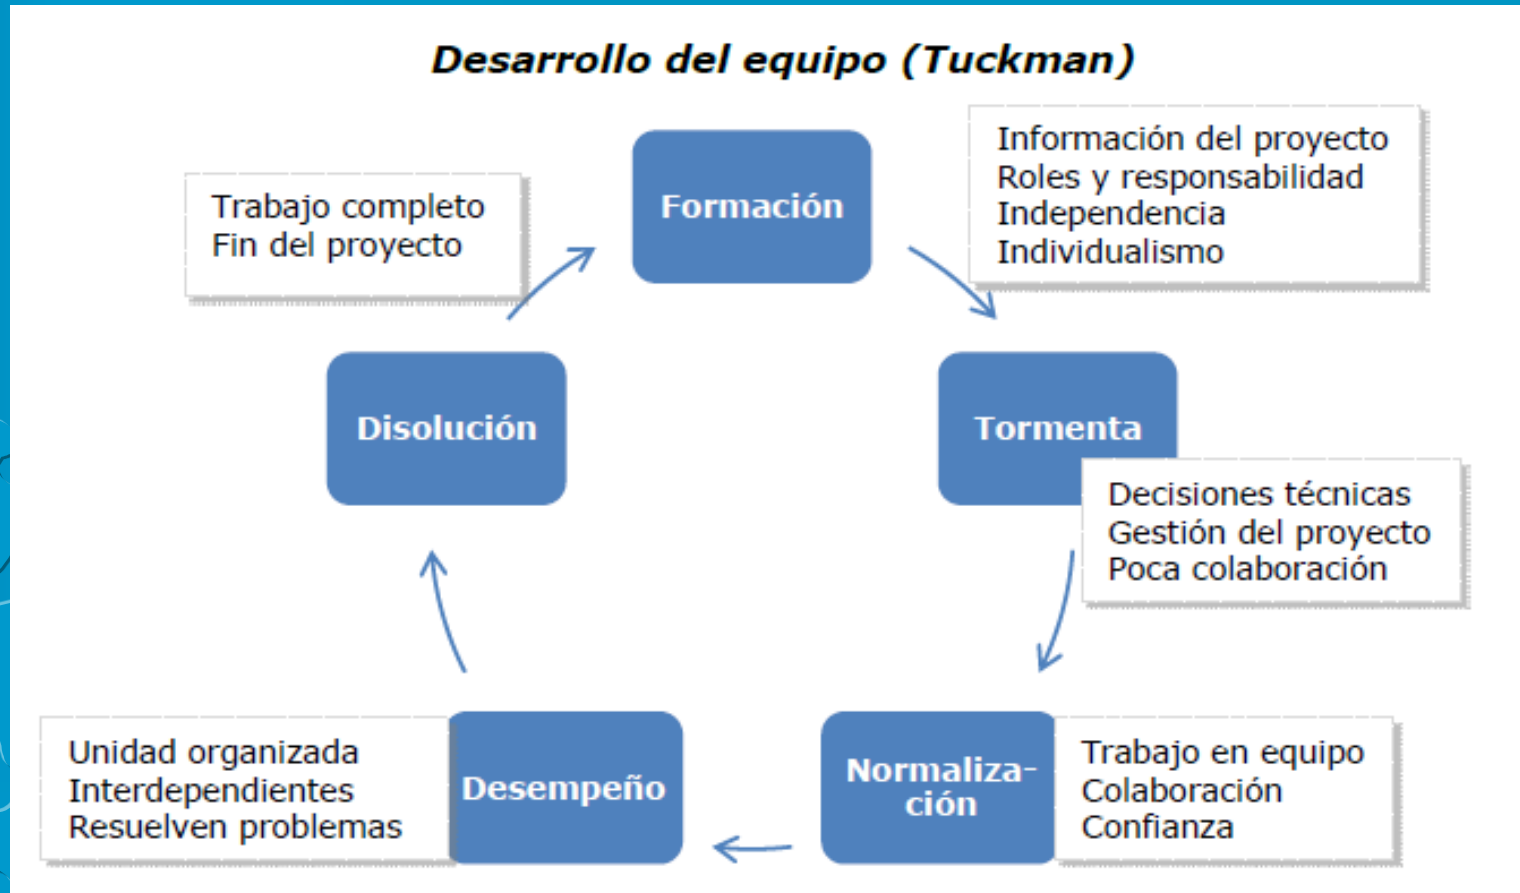 Desarrollo del equipo (Tuckman)
Formación
Información del proyecto
Roles y responsabilidad
Independencia
Individualismo
Tormenta
Decisiones técnicas
Gestión del proyecto
Poca colaboración
Normaliza-
ción
Trabajo en equipo
Colaboración
Confianza
Desempeño
Unidad organizada
Interdependientes
Resuelven problemas
Disolución
Trabajo completo
Fin del proyecto